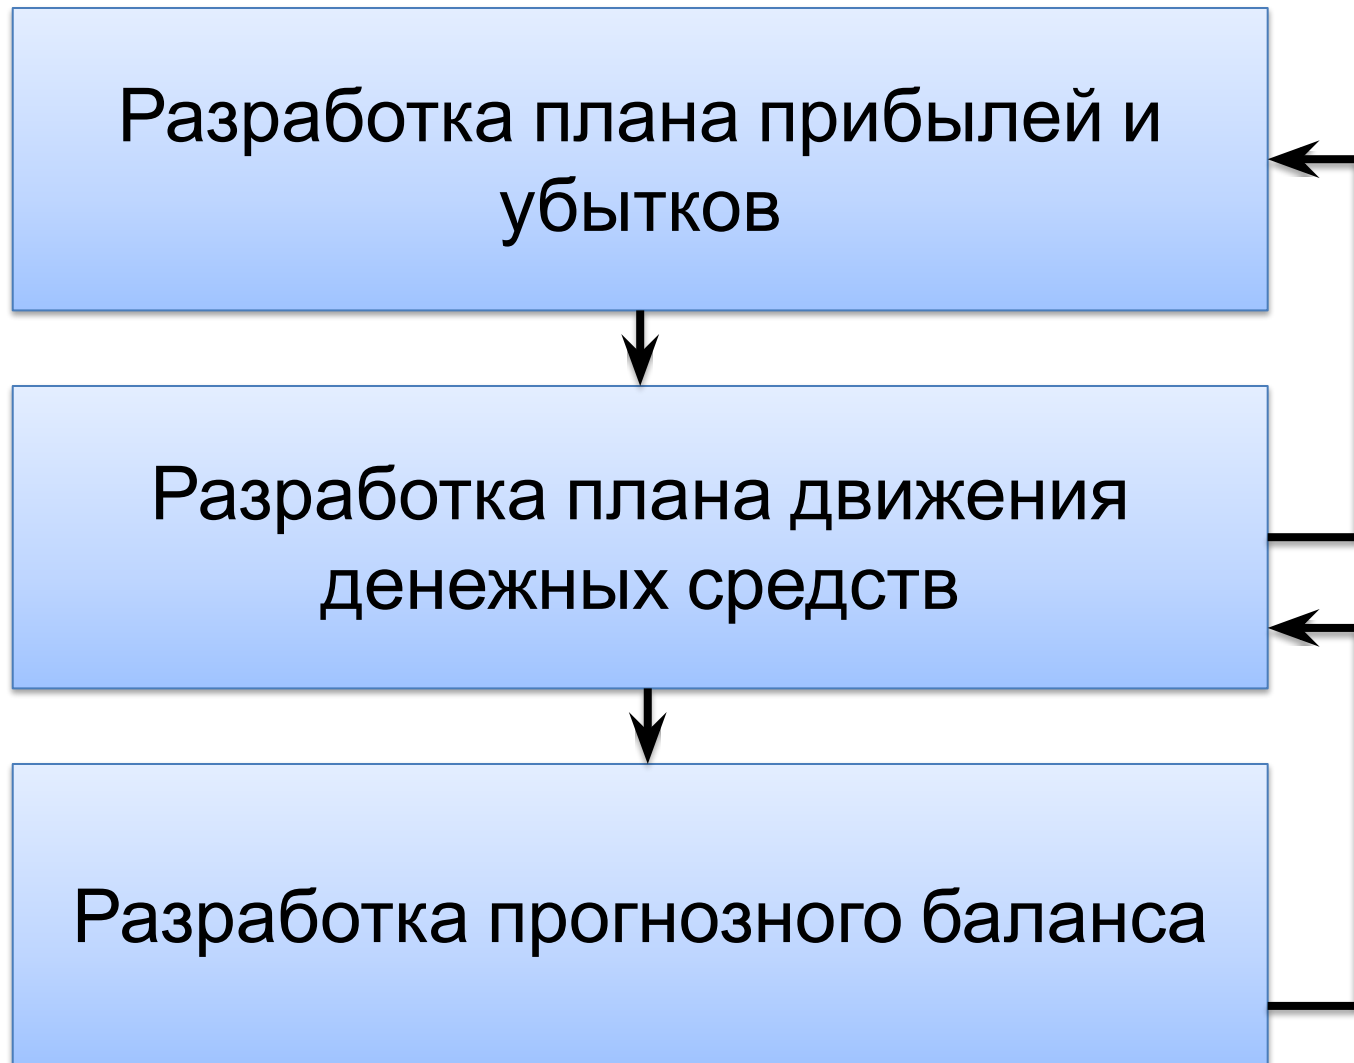 Разработка плана прибылей и
убытков
Разработка плана движения
денежных средств
Разработка прогнозного баланса